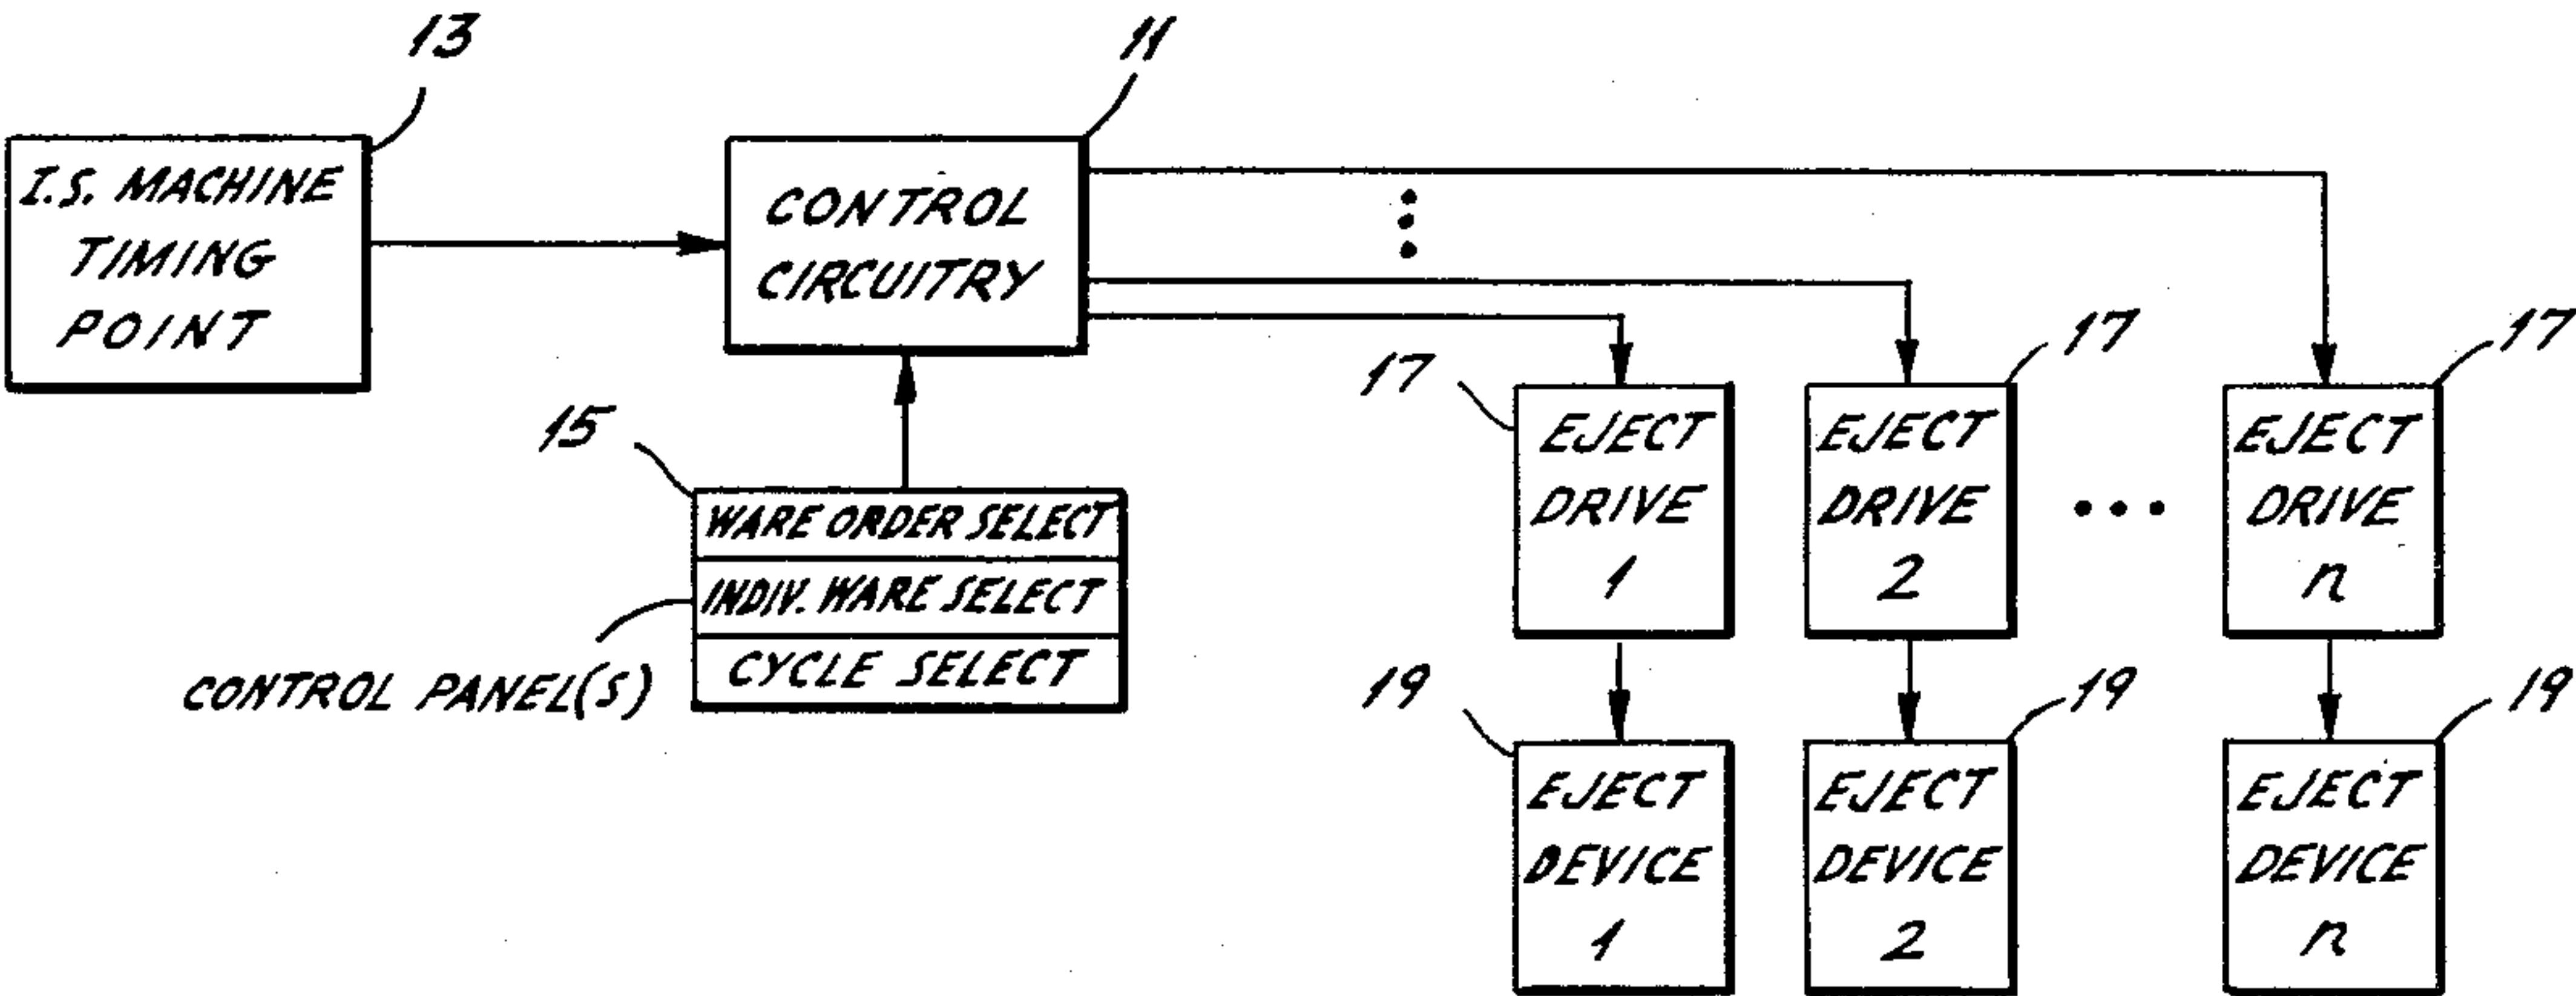 13
11
I.S. MACHINE
TIMING
POINT
CONTROL
CIRCUITRY
15
WARE ORDER SELECT
INDIV. WARE SELECT
CYCLE SELECT
CONTROL PANEL(S)
17
17
17
EJECT
DRIVE
1
EJECT
DRIVE
2
EJECT
DRIVE
n
19
19
19
EJECT
DEVICE
1
EJECT
DEVICE
2
EJECT
DEVICE
n